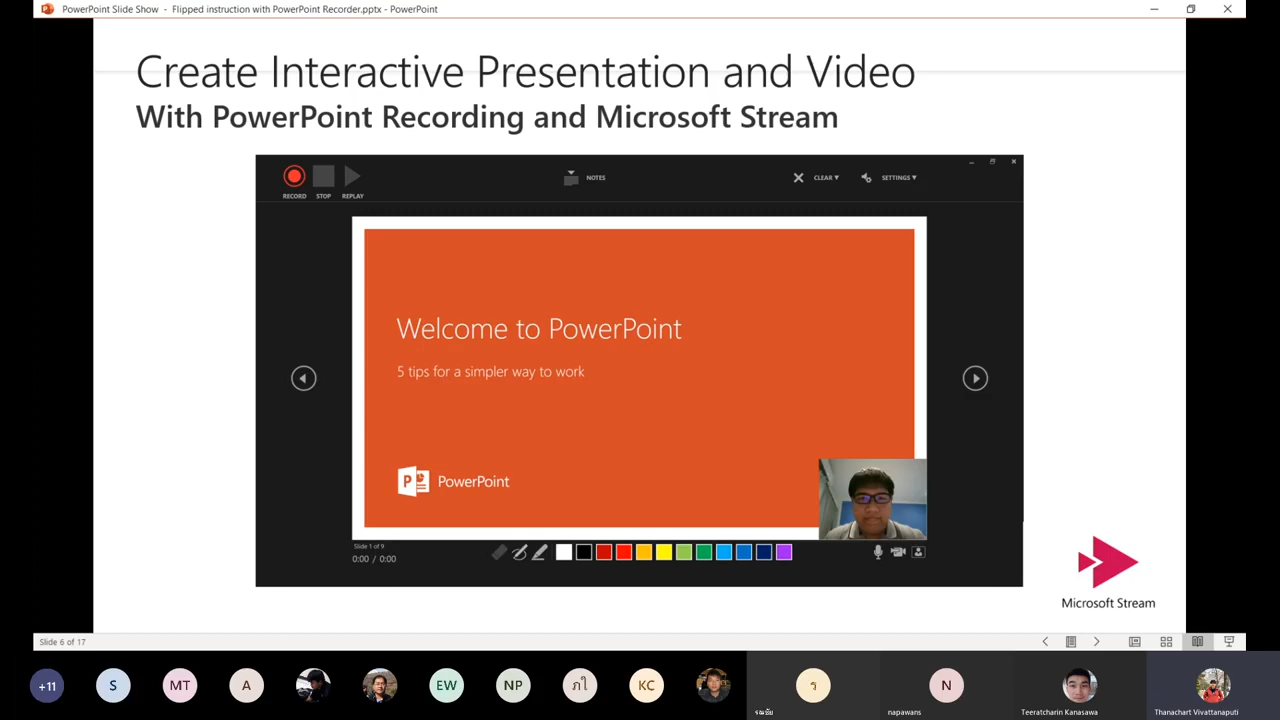 PowerPoint Slide Show - Flipped instruction with PowerPoint Recorder.pptx - PowerPoint
Create Interactive Presentation and Video
With PowerPoint Recording and Microsoft Stream
RECORD STOP REPLAY
NOTES
CLEAR
SETTINGS
Welcome to PowerPoint
5 tips for a simpler way to work
P PowerPoint
Slide 1 of 9
0:00 / 0:00
Microsoft Stream
Slide 6 of 17
+11 S MT A EW NP ภไ KC ร N
napawans
Teeratcharin Kanasawa
Thanachart Vivattanaputi